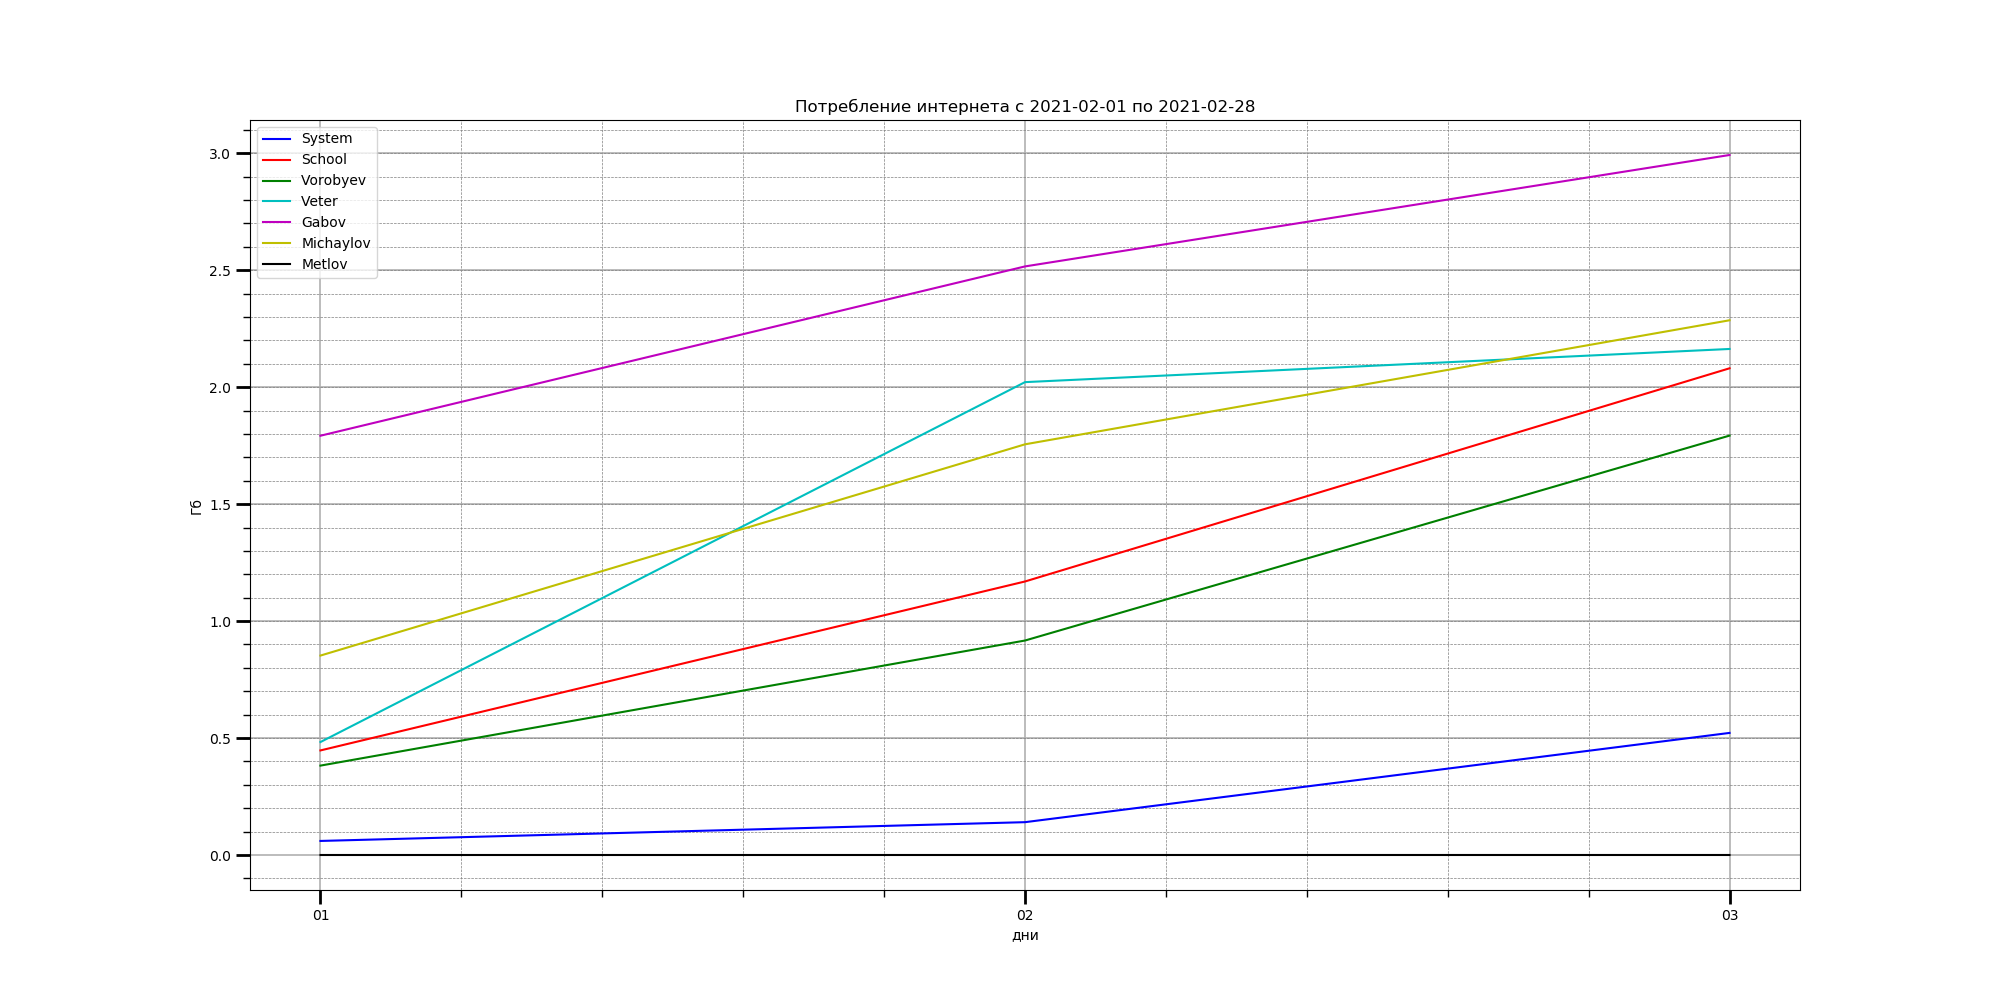 Потребление интернета с 2021-02-01 по 2021-02-28
System
School
Vorobyev
Veter
Gabov
Michaylov
Metlov
3.0
2.5
2.0
1.5
1.0
0.5
0.0
Гб
01
02
03
дни